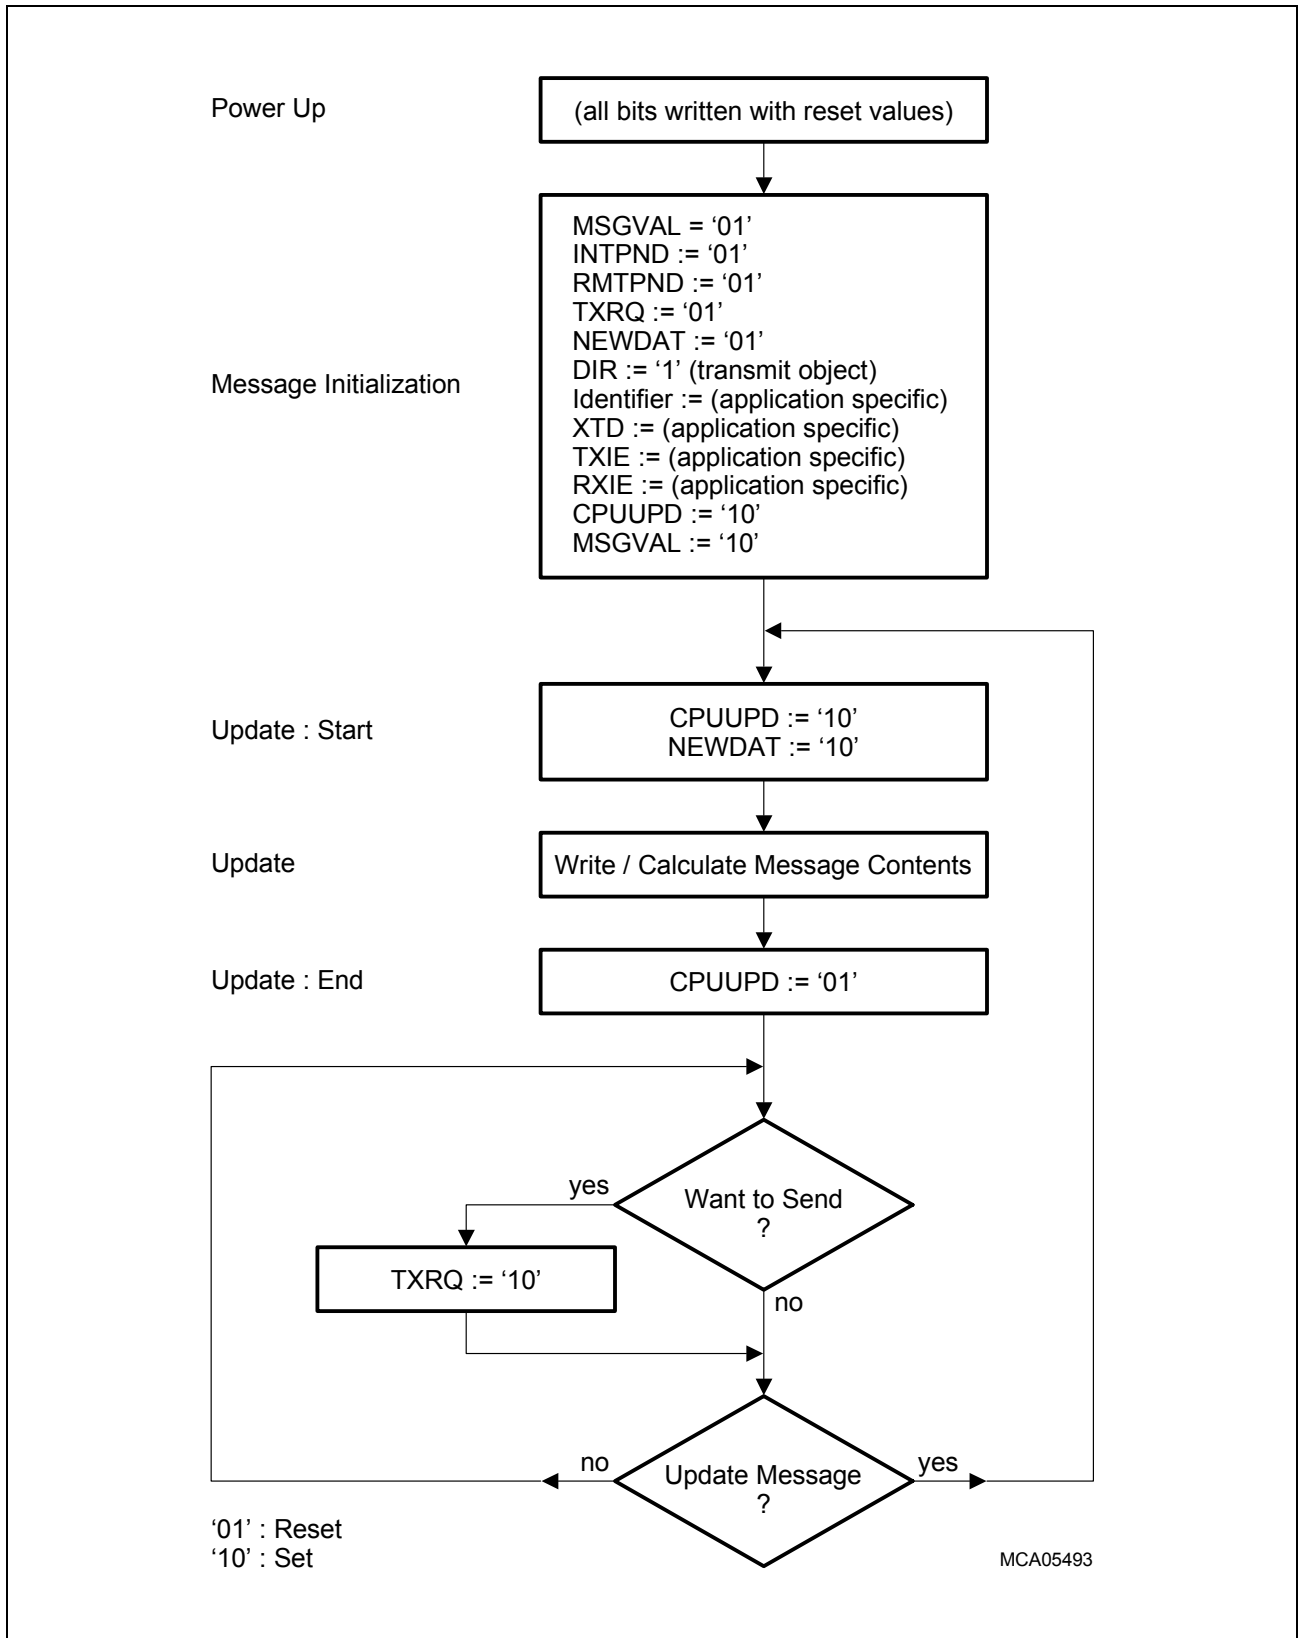 Power Up
(all bits written with reset values)
Message Initialization
MSGVAL = ‘01’
INTPND := ‘01’
RMTPND := ‘01’
TXRQ := ‘01’
NEWDAT := ‘01’
DIR := ‘1’ (transmit object)
Identifier := (application specific)
XTD := (application specific)
TXIE := (application specific)
RXIE := (application specific)
CPUUPD := ‘10’
MSGVAL := ‘10’
Update : Start
CPUUPD := ‘10’
NEWDAT := ‘10’
Update
Write / Calculate Message Contents
Update : End
CPUUPD := ‘01’
Want to Send
?
yes
TXRQ := ‘10’
no
Update Message
?
no
yes
‘01’ : Reset
‘10’ : Set
MCA05493